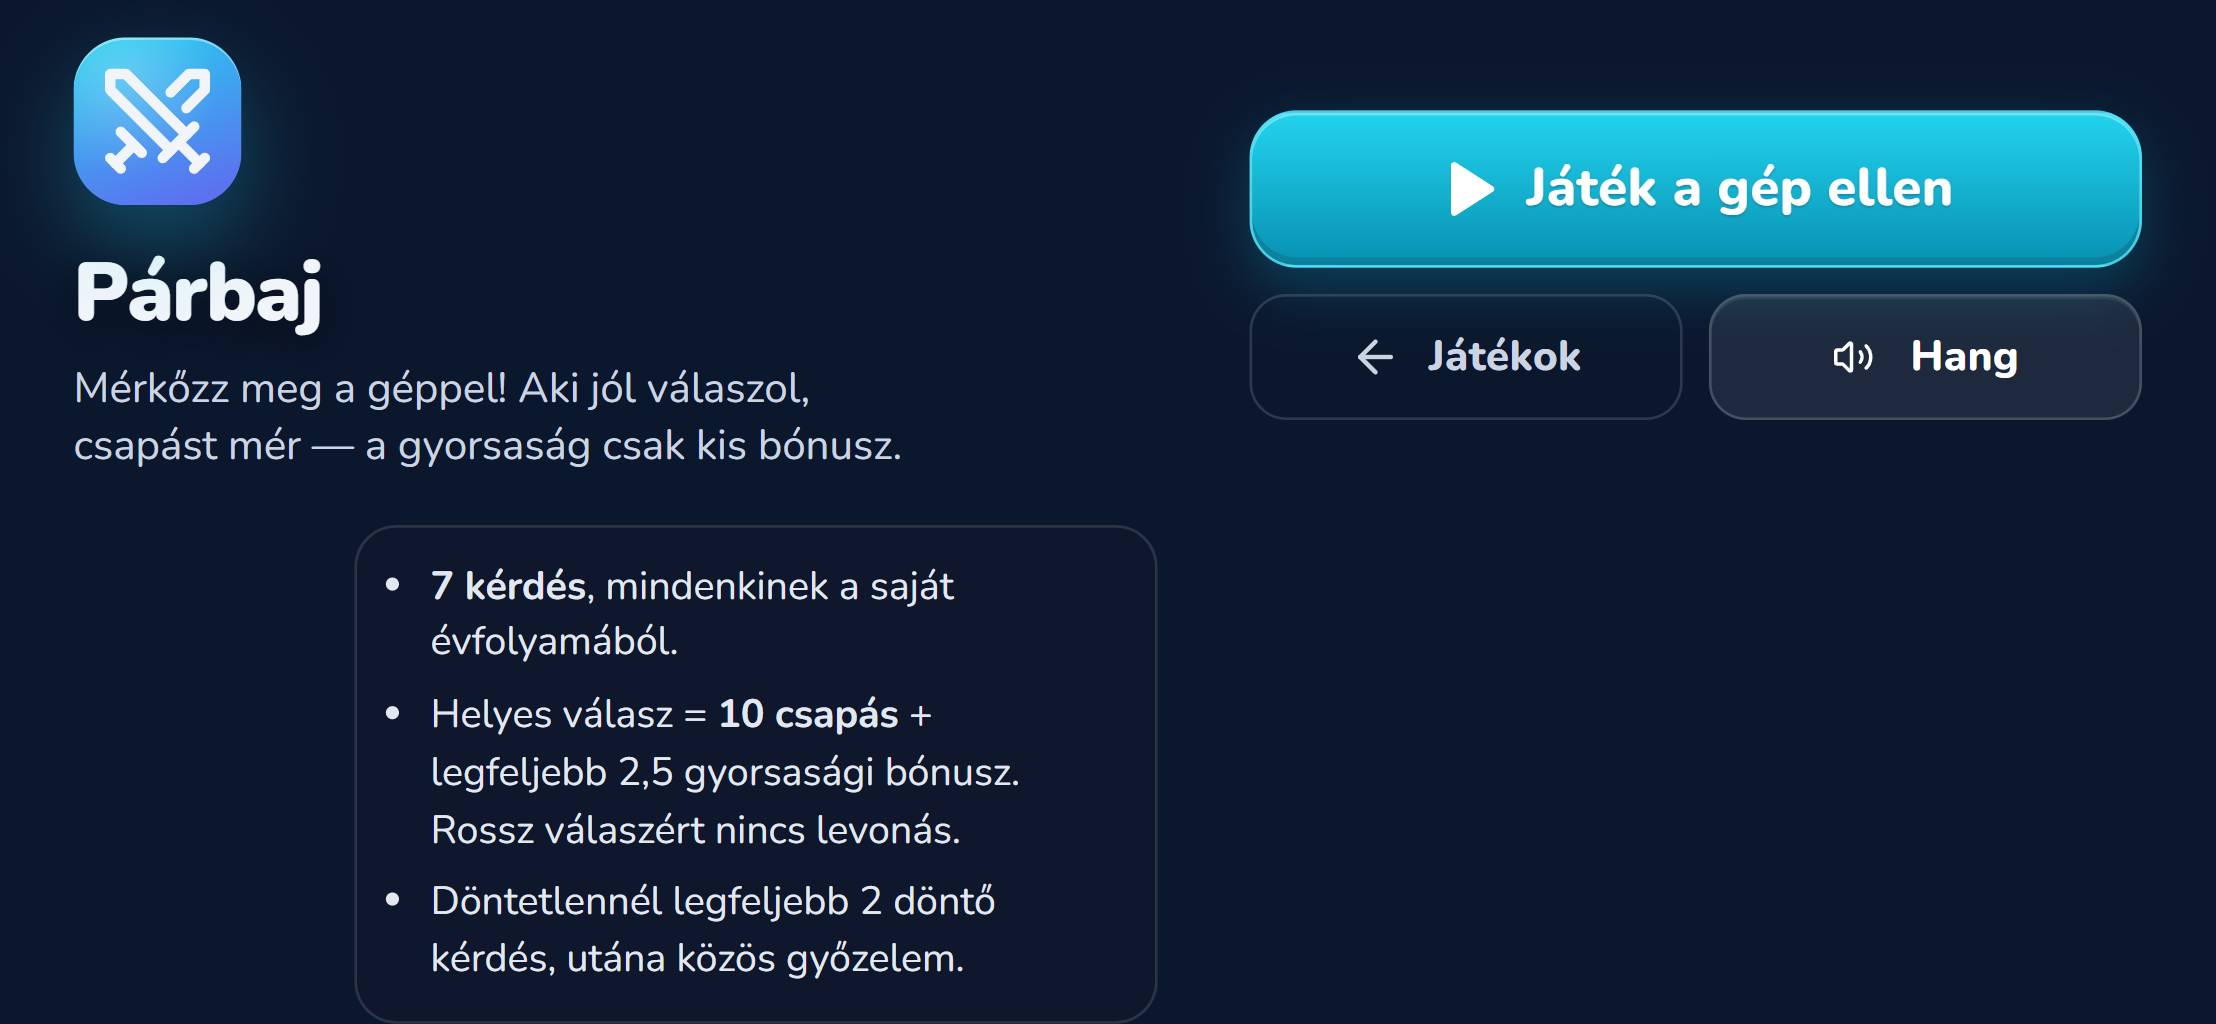 Párbaj
Mérkőzz meg a géppel! Aki jól válaszol,
csapást mér — a gyorsaság csak kis bónusz.
7 kérdés, mindenkinek a saját
évfolyamából.
Helyes válasz = 10 csapás +
legfeljebb 2,5 gyorsasági bónusz.
Rossz válaszért nincs levonás.
Döntetlennél legfeljebb 2 döntő
kérdés, utána közös győzelem.
Játék a gép ellen
Játékok
Hang